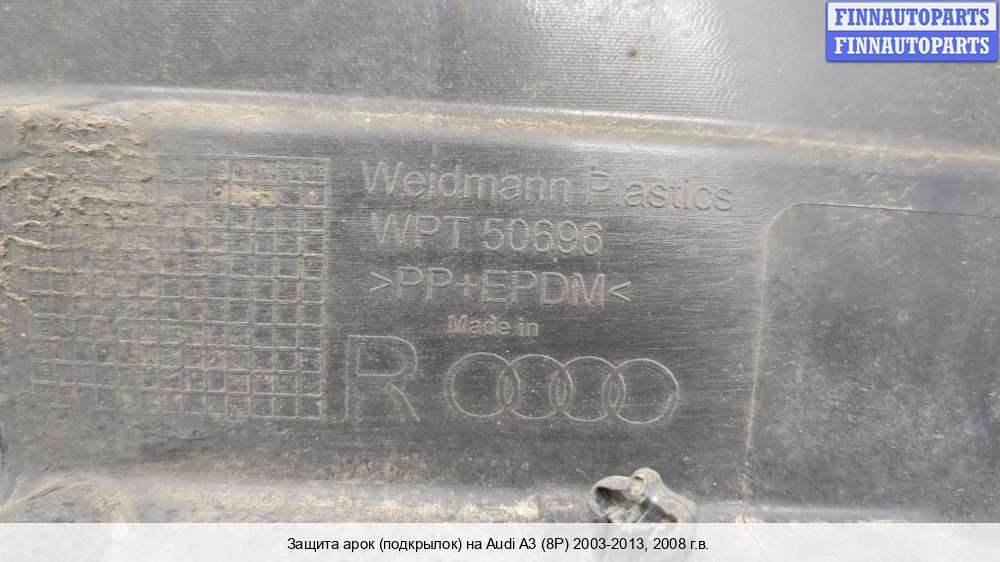 FINNAUTOPARTS
FINNAUTOPARTS
Weidmann Plastics
WPT 50696
>PP+EPDM<
Made in
R
Защита арок (подкрылок) на Audi A3 (8P) 2003-2013, 2008 г.в.